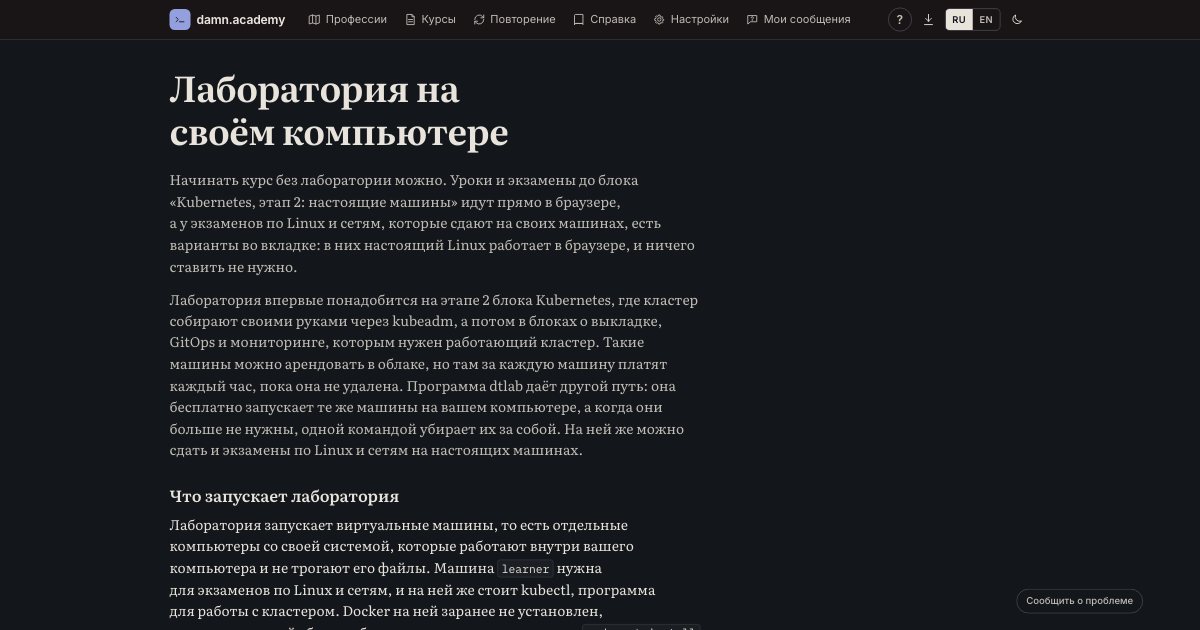 damn.academy Профессии Курсы Повторение Справка Настройки Мои сообщения ? RU EN
Лаборатория на
своём компьютере
Начинать курс без лаборатории можно. Уроки и экзамены до блока
«Kubernetes, этап 2: настоящие машины» идут прямо в браузере,
а у экзаменов по Linux и сетям, которые сдают на своих машинах, есть
варианты во вкладке: в них настоящий Linux работает в браузере, и ничего
ставить не нужно.
Лаборатория впервые понадобится на этапе 2 блока Kubernetes, где кластер
собирают своими руками через kubeadm, а потом в блоках о выкладке,
GitOps и мониторинге, которым нужен работающий кластер. Такие
машины можно арендовать в облаке, но там за каждую машину платят
каждый час, пока она не удалена. Программа dtlab даёт другой путь: она
бесплатно запускает те же машины на вашем компьютере, а когда они
больше не нужны, одной командой убирает их за собой. На ней же можно
сдать и экзамены по Linux и сетям на настоящих машинах.
Что запускает лаборатория
Лаборатория запускает виртуальные машины, то есть отдельные
компьютеры со своей системой, которые работают внутри вашего
компьютера и не трогают его файлы. Машина learner нужна
для экзаменов по Linux и сетям, и на ней же стоит kubectl, программа
для работы с кластером. Docker на ней заранее не установлен,
Сообщить о проблеме